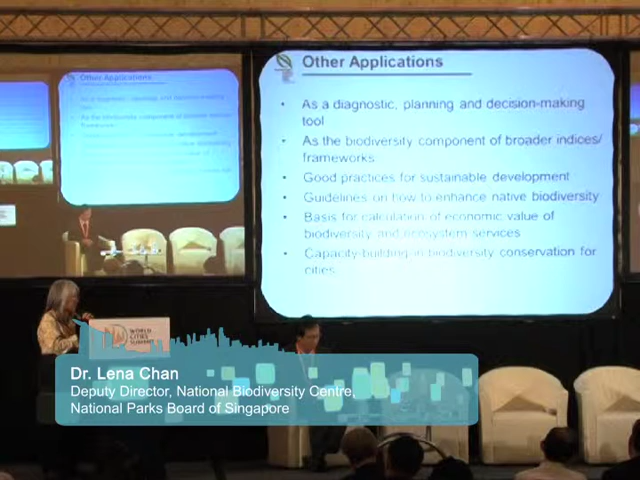 Other Applications
Other Applications
• As a diagnostic, planning and decision-making
tool
• As the biodiversity component of broader indices/
frameworks
• Good practices for sustainable development
• Guidelines on how to enhance native biodiversity
• Basis for calculation of economic value of
biodiversity and ecosystem services
• Capacity-building in biodiversity conservation for
cities
WORLD
CITIES
SUMMIT
Dr. Lena Chan
Deputy Director, National Biodiversity Centre,
National Parks Board of Singapore